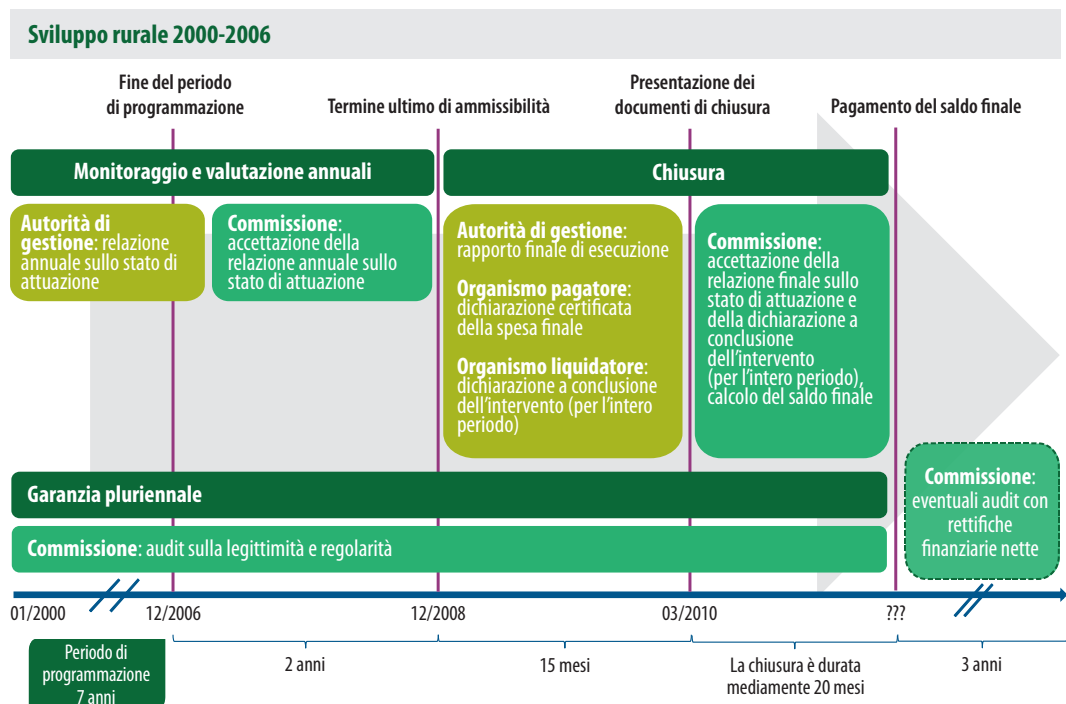 Sviluppo rurale 2000-2006
Fine del periodo
di programmazione
Termine ultimo di ammissibilità
Presentazione dei
documenti di chiusura
Pagamento del saldo finale
Monitoraggio e valutazione annuali
Chiusura
Autorità di
gestione: relazione
annuale sullo stato di
attuazione
Commissione:
accettazione della
relazione annuale sullo
stato di attuazione
Autorità di gestione:
rapporto finale di esecuzione
Organismo pagatore:
dichiarazione certificata
della spesa finale
Organismo liquidatore:
dichiarazione a conclusione
dell'intervento (per l'intero
periodo)
Commissione:
accettazione della
relazione finale sullo
stato di attuazione e
della dichiarazione a
conclusione
dell'intervento
(per l'intero periodo),
calcolo del saldo finale
Garanzia pluriennale
Commissione: audit sulla legittimità e regolarità
Commissione:
eventuali audit con
rettifiche
finanziarie nette
01/2000
12/2006
12/2008
03/2010
???
Periodo di
programmazione
7 anni
2 anni
15 mesi
La chiusura è durata
mediamente 20 mesi
3 anni